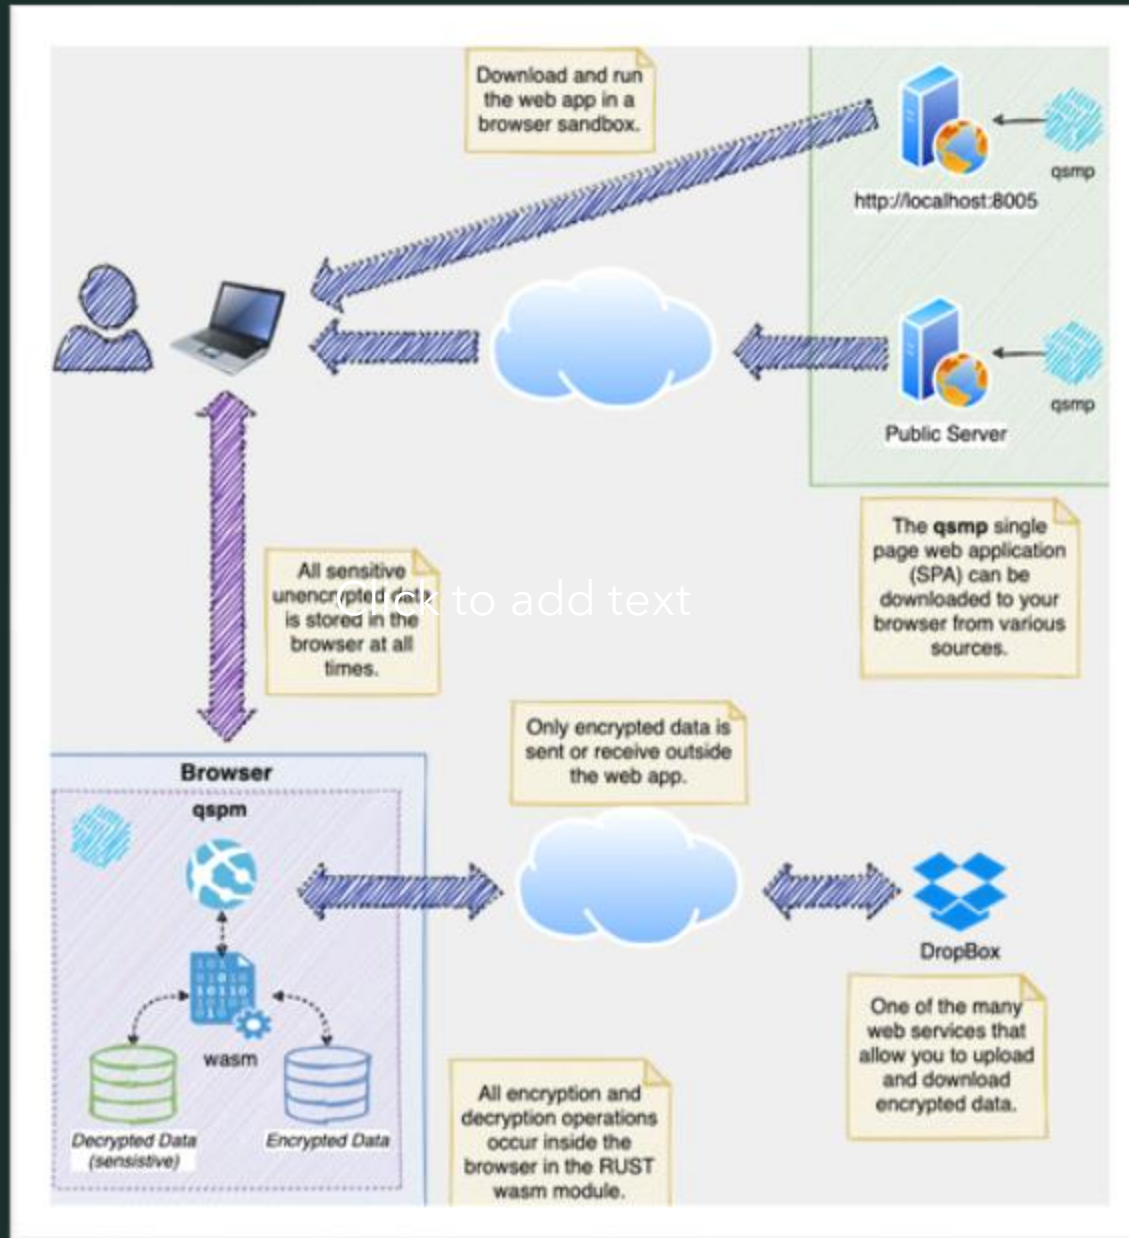 Download and run
the web app in a
browser sandbox.
qsmp
http://localhost:8005
qsmp
Public Server
The qsmp single
page web application
(SPA) can be
downloaded to your
browser from various
sources.
All sensitive
unencrypted data
is stored in the
browser at all
times.
Click to add text
Only encrypted data is
sent or receive outside
the web app.
Browser
qspm
DropBox
wasm
Decrypted Data
(sensistive)
Encrypted Data
One of the many
web services that
allow you to upload
and download
encrypted data.
All encryption and
decryption operations
occur inside the
browser in the RUST
wasm module.